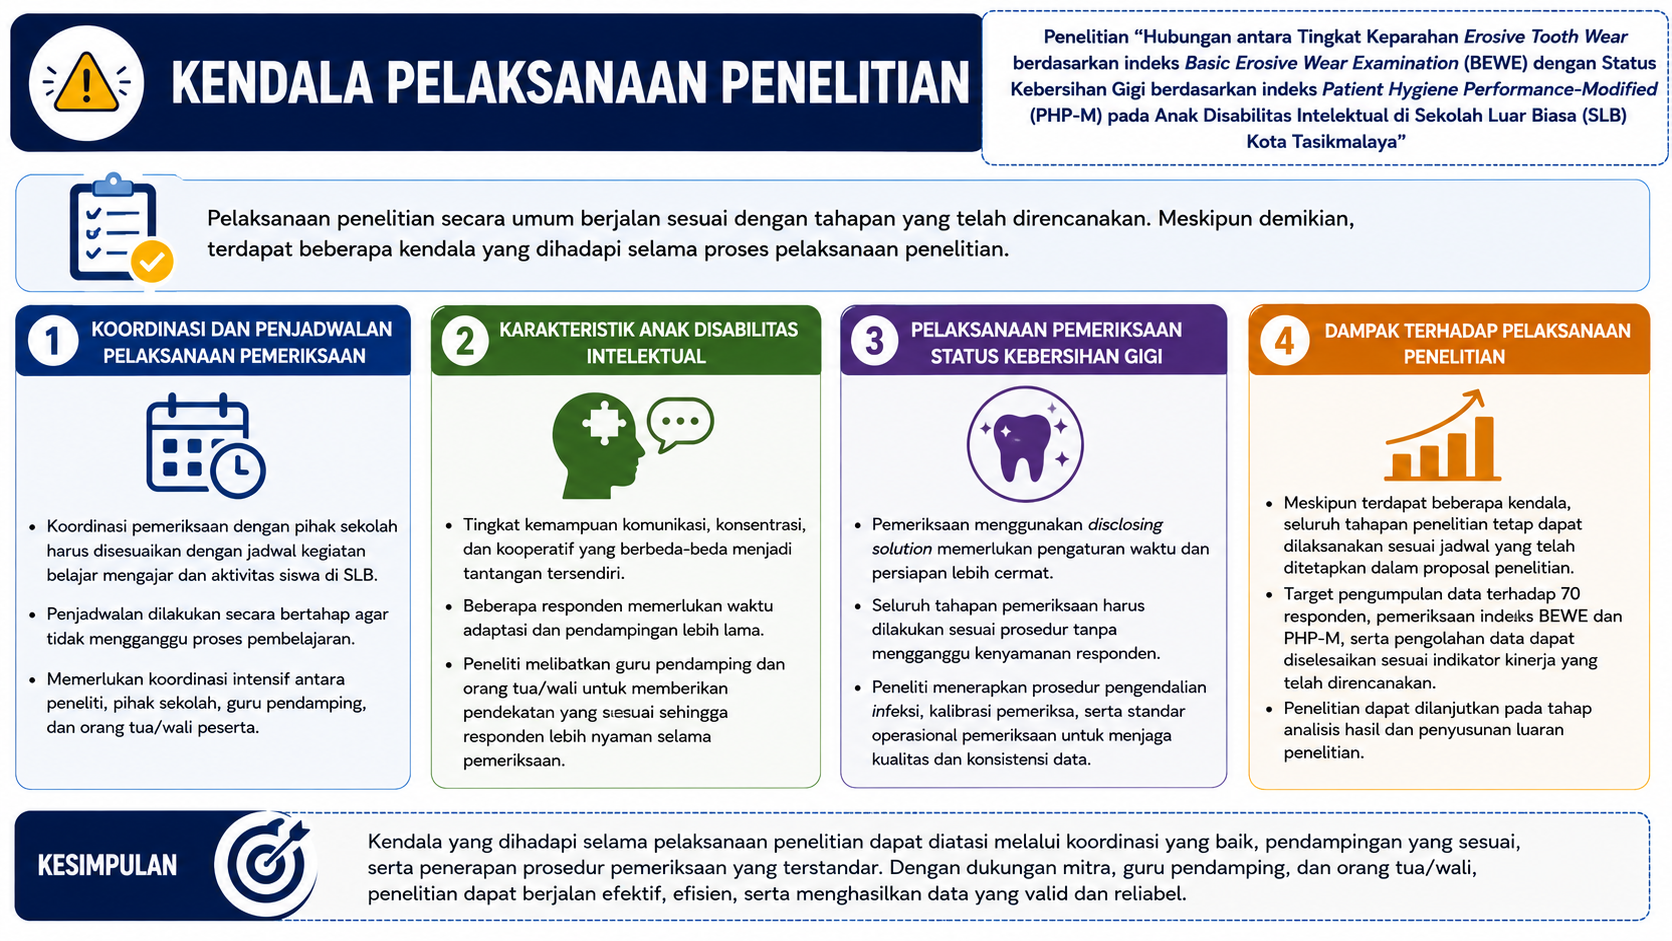 KENDALA PELAKSANAAN PENELITIAN
Penelitian “Hubungan antara Tingkat Keparahan Erosive Tooth Wear
berdasarkan indeks Basic Erosive Wear Examination (BEWE) dengan Status
Kebersihan Gigi berdasarkan indeks Patient Hygiene Performance-Modified
(PHP-M) pada Anak Disabilitas Intelektual di Sekolah Luar Biasa (SLB)
Kota Tasikmalaya”
Pelaksanaan penelitian secara umum berjalan sesuai dengan tahapan yang telah direncanakan. Meskipun demikian,
terdapat beberapa kendala yang dihadapi selama proses pelaksanaan penelitian.
1 KOORDINASI DAN PENJADWALAN
PELAKSANAAN PEMERIKSAAN
• Koordinasi pemeriksaan dengan pihak sekolah
harus disesuaikan dengan jadwal kegiatan
belajar mengajar dan aktivitas siswa di SLB.
• Penjadwalan dilakukan secara bertahap agar
tidak mengganggu proses pembelajaran.
• Memerlukan koordinasi intensif antara
peneliti, pihak sekolah, guru pendamping,
dan orang tua/wali peserta.
2 KARAKTERISTIK ANAK DISABILITAS
INTELEKTUAL
• Tingkat kemampuan komunikasi, konsentrasi,
dan kooperatif yang berbeda-beda menjadi
tantangan tersendiri.
• Beberapa responden memerlukan waktu
adaptasi dan pendampingan lebih lama.
• Peneliti melibatkan guru pendamping dan
orang tua/wali untuk memberikan
pendekatan yang sehingga
responden lebih nyaman selama
pemeriksaan.
3 PELAKSANAAN PEMERIKSAAN
STATUS KEBERSIHAN GIGI
• Pemeriksaan menggunakan disclosing
solution memerlukan pengaturan waktu dan
persiapan lebih cermat.
• Seluruh tahapan pemeriksaan harus
dilakukan sesuai prosedur tanpa
mengganggu kenyamanan responden.
• Peneliti menerapkan prosedur pengendalian
infeksi, kalibrasi pemeriksa, serta standar
operasional pemeriksaan untuk menjaga
kualitas dan konsistensi data.
4 DAMPAK TERHADAP PELAKSANAAN
PENELITIAN
• Meskipun terdapat beberapa kendala,
seluruh tahapan penelitian tetap dapat
dilaksanakan sesuai jadwal yang telah
ditetapkan dalam proposal penelitian.
• Target pengumpulan data terhadap 70
responden, pemeriksaan BEWE dan
PHP-M, serta pengolahan data dapat
diselesaikan sesuai indikator kinerja yang
telah direncanakan.
• Penelitian dapat dilanjutkan pada tahap
analisis hasil dan penyusunan luaran
penelitian.
KESIMPULAN
Kendala yang dihadapi selama pelaksanaan penelitian dapat diatasi melalui koordinasi yang baik, pendampingan yang sesuai,
serta penerapan prosedur pemeriksaan yang terstandar. Dengan dukungan mitra, guru pendamping, dan orang tua/wali,
penelitian dapat berjalan efektif, efisien, serta menghasilkan data yang valid dan reliabel.